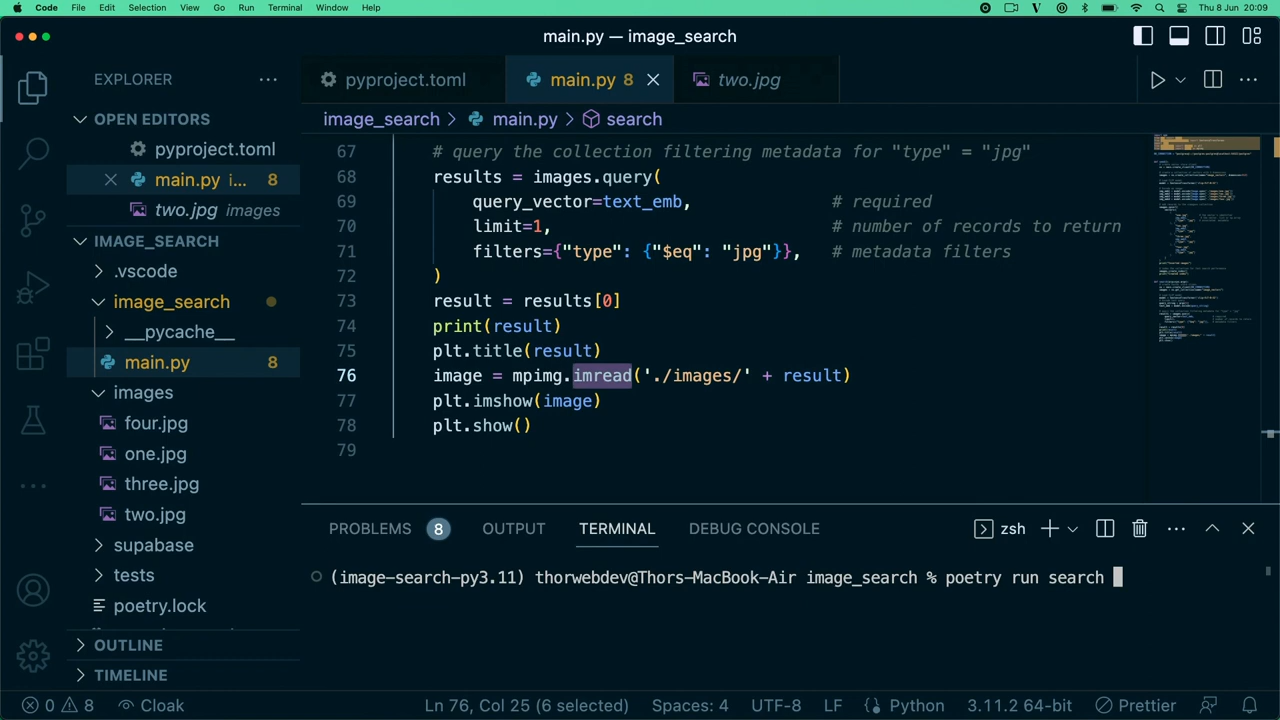 Code File Edit Selection View Go Run Terminal Window Help Thu 8 Jun 20:09
main.py — image_search
EXPLORER
pyproject.toml
main.py 8
two.jpg
OPEN EDITORS
pyproject.toml
main.py i... 8
two.jpg images
IMAGE_SEARCH
.vscode
image_search
__pycache__
main.py 8
images
four.jpg
one.jpg
three.jpg
two.jpg
supabase
tests
poetry.lock
OUTLINE
TIMELINE
image_search > main.py > search
67 "type" = "jpg"
68 = images.query(
69 query_vector=text_emb, # required
70 limit=1, # number of records to return
71 filters={"type": {"$eq": "jpg"}}, # metadata filters
72 )
73 result = results[0]
74 print(result)
75 plt.title(result)
76 image = mpimg.imread('./images/' + result)
77 plt.imshow(image)
78 plt.show()
79
PROBLEMS 8 OUTPUT TERMINAL DEBUG CONSOLE zsh
(image-search-py3.11) thorwebdev@Thors-MacBook-Air image_search % poetry run search
0 8 Cloak Ln 76, Col 25 (6 selected) Spaces: 4 UTF-8 LF Python 3.11.2 64-bit Prettier